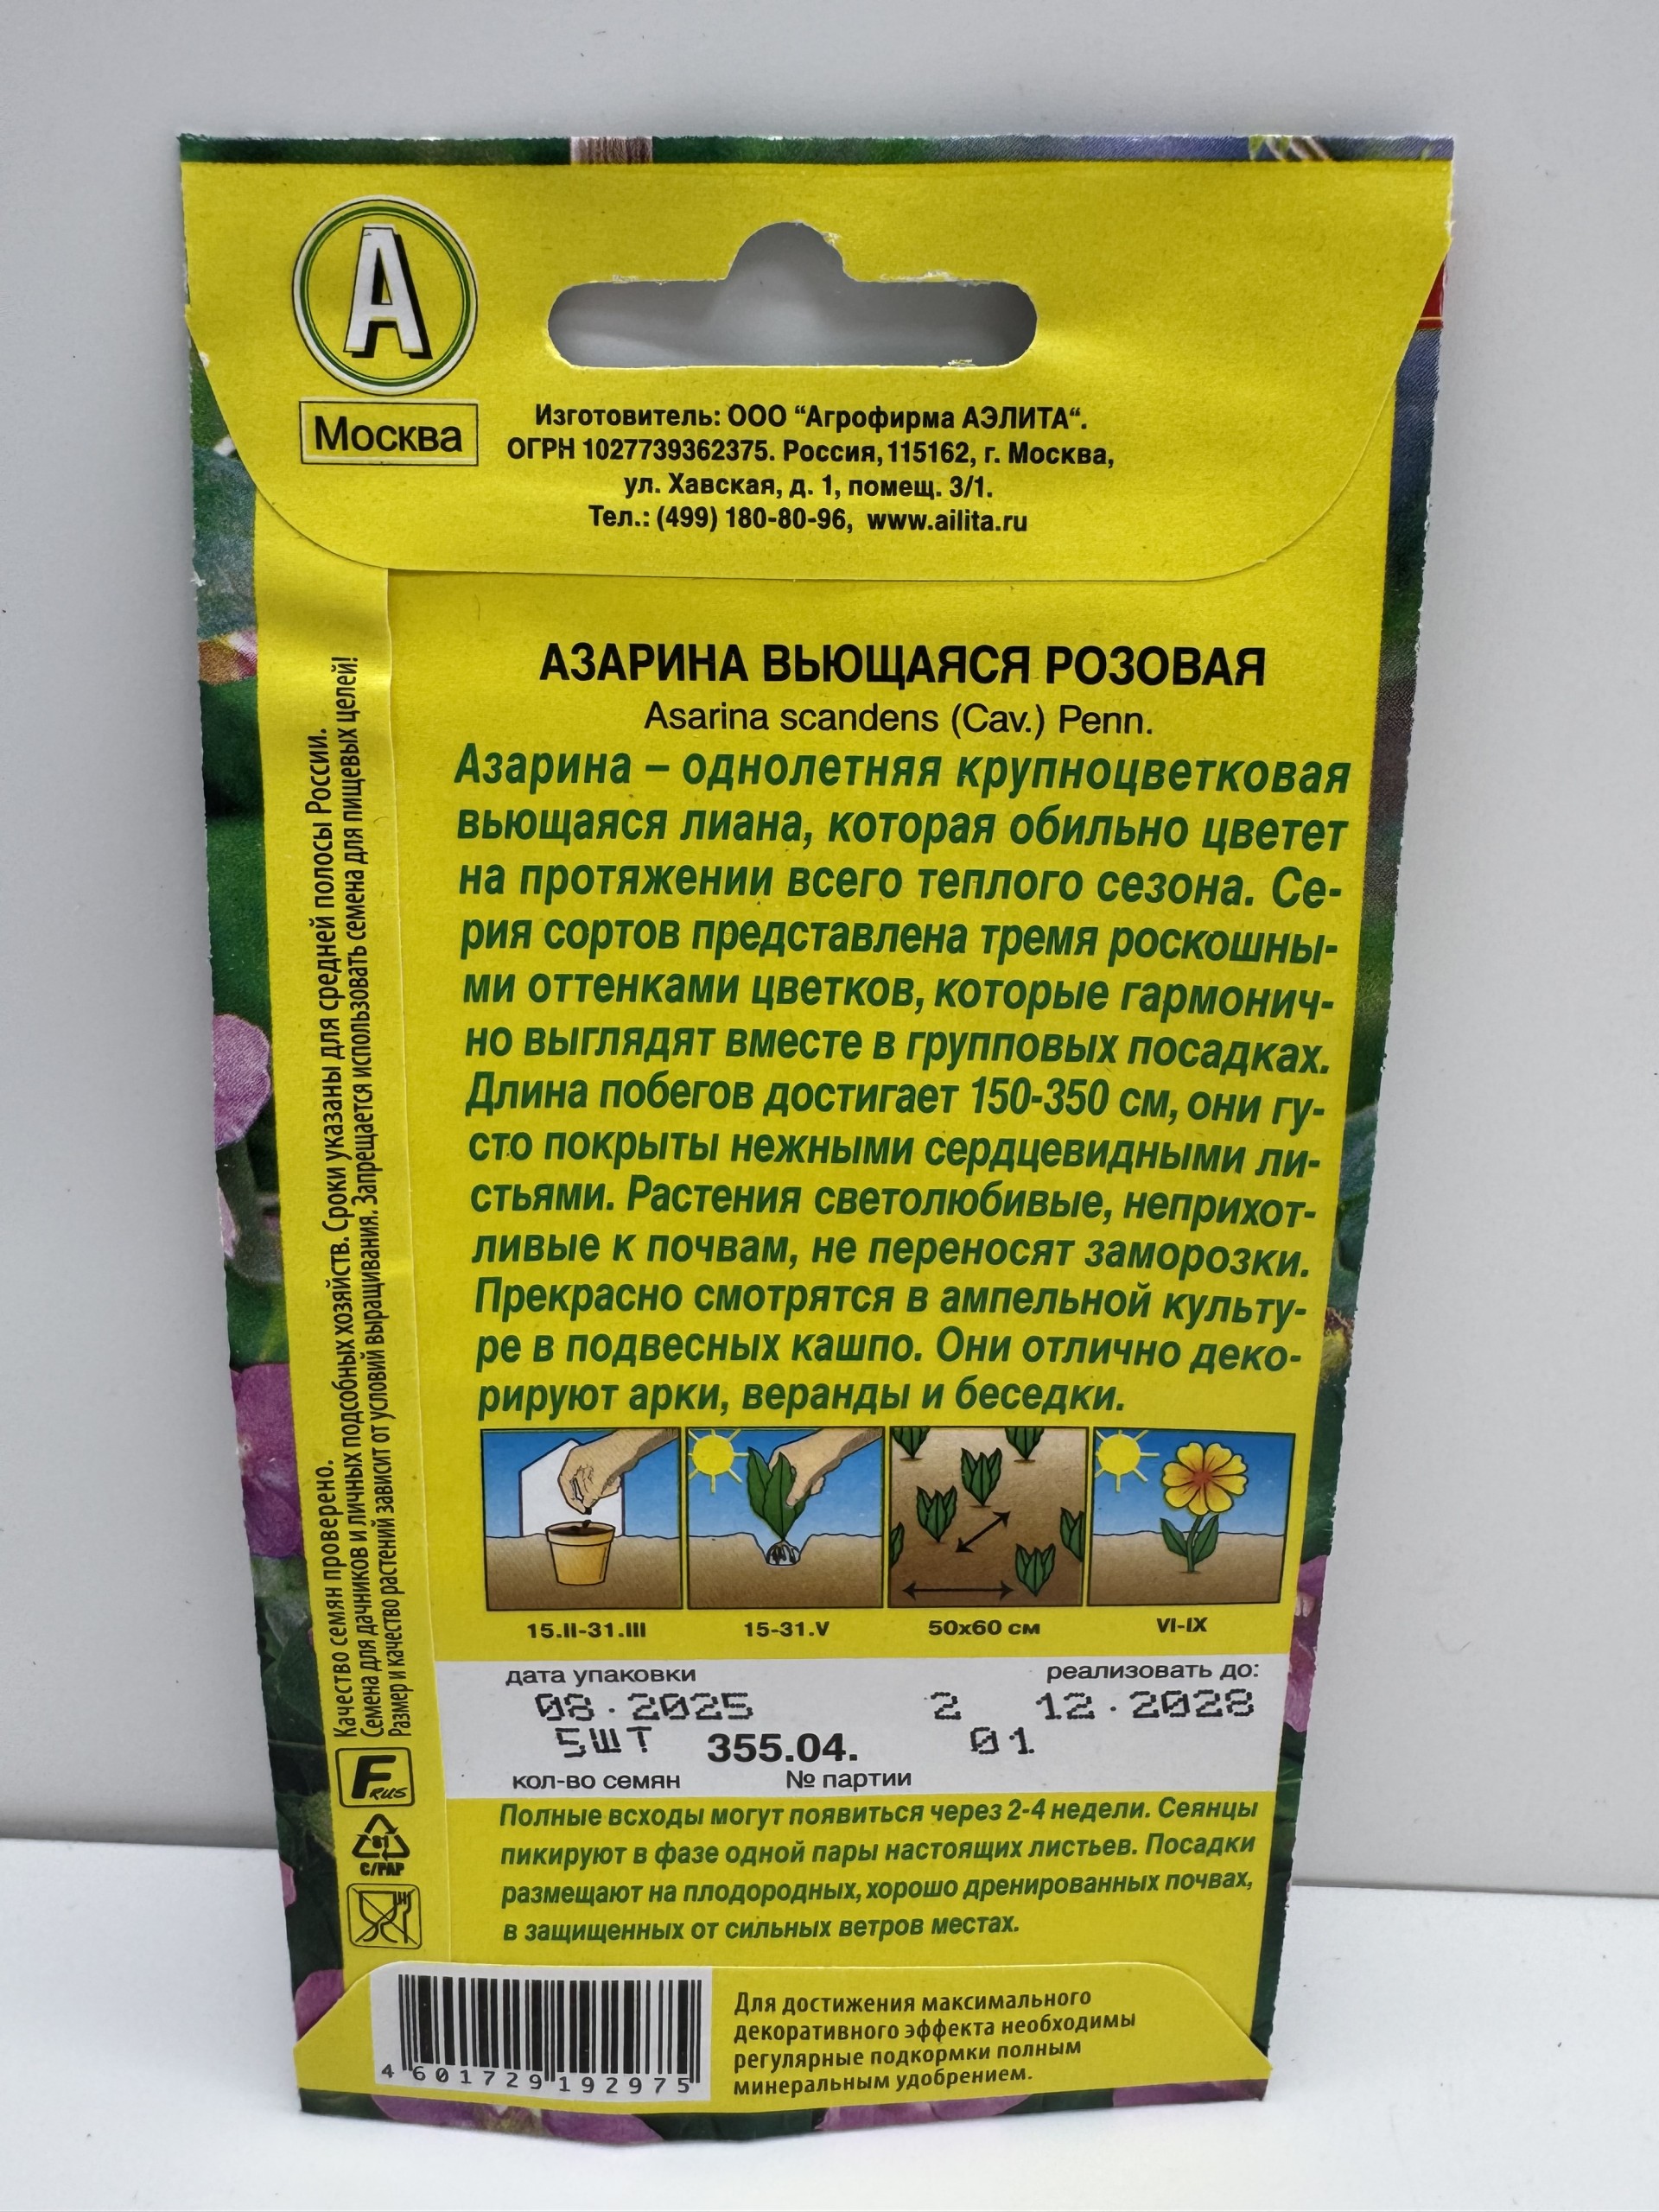 А
Москва
Изготовитель: ООО “Агрофирма АЭЛИТА“.
ОГРН 1027739362375. Россия, 115162, г. Москва,
ул. Хавская, д. 1, помещ. 3/1.
Тел.: (499) 180-80-96, www.ailita.ru
АЗАРИНА ВЬЮЩАЯСЯ РОЗОВАЯ
Asarina scandens (Cav.) Penn.
Азарина – однолетняя крупноцветковая
вьющаяся лиана, которая обильно цветет
на протяжении всего теплого сезона. Се-
рия сортов представлена тремя роскошны-
ми оттенками цветков, которые гармонич-
но выглядят вместе в групповых посадках.
Длина побегов достигает 150-350 см, они гу-
сто покрыты нежными сердцевидными ли-
стьями. Растения светолюбивые, неприхот-
ливые к почвам, не переносят заморозки.
Прекрасно смотрятся в ампельной культу-
ре в подвесных кашпо. Они отлично деко-
рируют арки, веранды и беседки.
15.II-31.III 15-31.V 50x60 см VI-IX
дата упаковки реализовать до:
08.2025 2 12.2028
5ШТ 355.04. 01
кол-во семян № партии
Полные всходы могут появиться через 2-4 недели. Сеянцы
пикируют в фазе одной пары настоящих листьев. Посадки
размещают на плодородных, хорошо дренированных почвах,
в защищенных от сильных ветров местах.
Качество семян проверено.
Семена для дачников и личных подсобных хозяйств. Сроки указаны для средней полосы России.
Размер и качество растений зависит от условий выращивания. Запрещается использовать семена для пищевых целей!
F RUS
81
C/PAP
4 601729 192975
Для достижения максимального
декоративного эффекта необходимы
регулярные подкормки полным
минеральным удобрением.